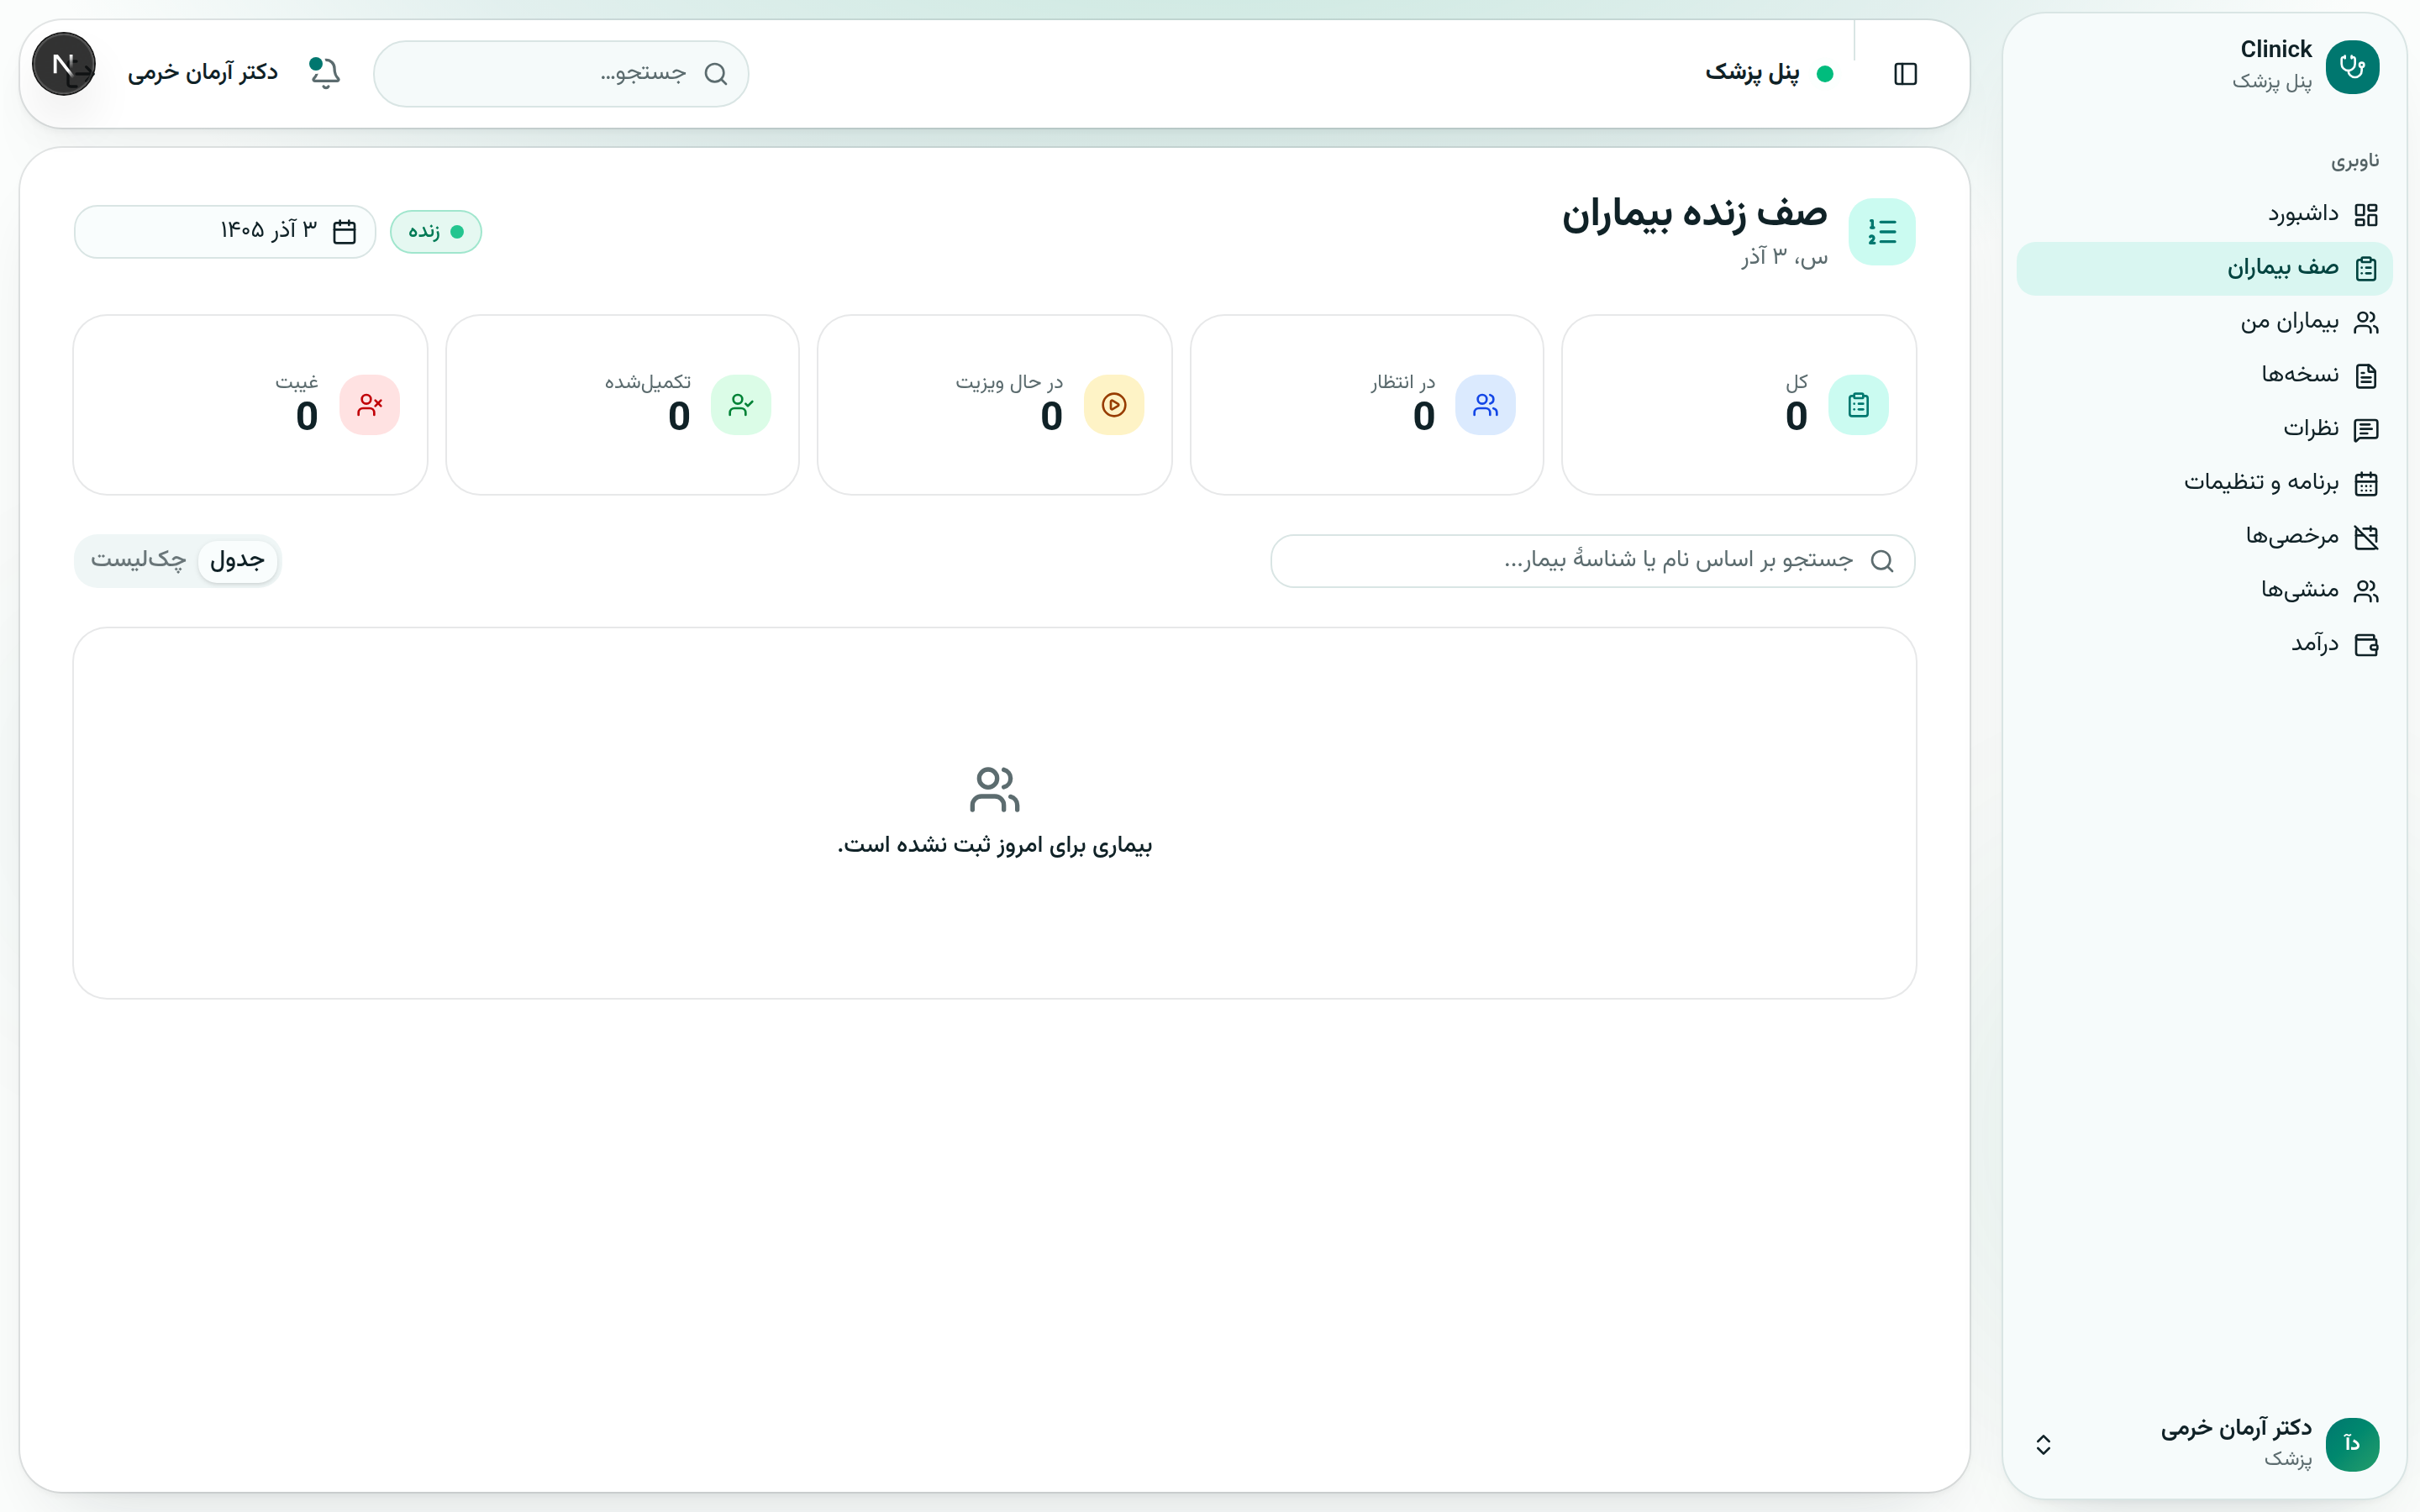 Clinick
پنل پزشک
ناوبری
داشبورد
صف بیماران
بیماران من
نسخه‌ها
نظرات
برنامه و تنظیمات
مرخصی‌ها
منشی‌ها
درآمد
دآ
دکتر آرمان خرمی
پزشک
پنل پزشک
جستجو...
دکتر آرمان خرمی
N
صف زنده بیماران
س، ۳ آذر
زنده
۳ آذر ۱۴۰۵
کل
0
در انتظار
0
در حال ویزیت
0
تکمیل‌شده
0
غیبت
0
جستجو بر اساس نام یا شناسهٔ بیمار...
جدول
چک‌لیست
بیماری برای امروز ثبت نشده است.